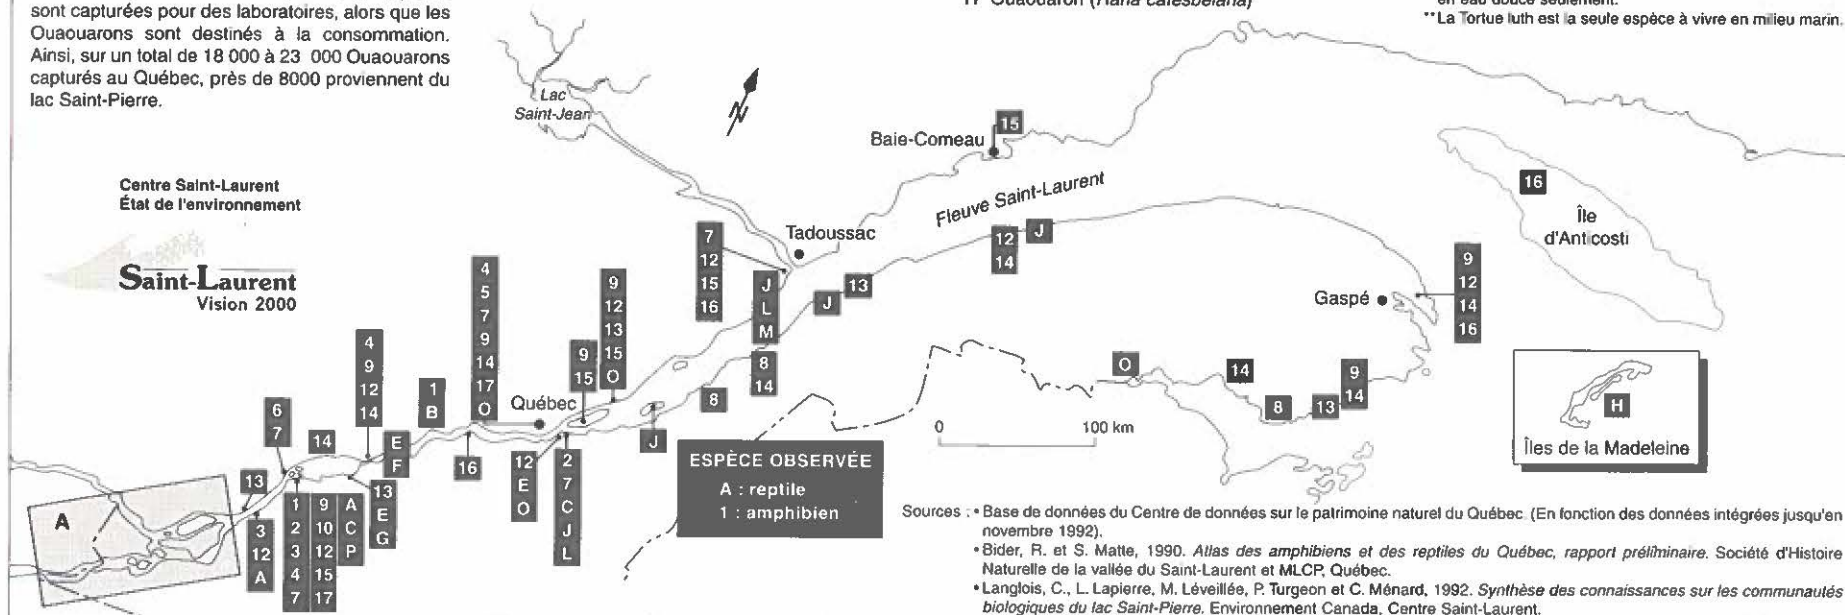 sont capturées pour des laboratoires, alors que les
Ouaouarons sont destinés à la consommation.
Ainsi, sur un total de 18 000 à 23 000 Ouaouarons
capturés au Québec, près de 8000 proviennent du
lac Saint-Pierre.
17 Ouaouaron (Rana catesbeiana)
en eau douce seulement.
**La Tortue luth est la seule espèce à vivre en milieu marin.
Centre Saint-Laurent
État de l'environnement
Saint-Laurent
Vision 2000
Lac
Saint-Jean
N
Baie-Comeau
15
Fleuve Saint-Laurent
Tadoussac
7
12
15
16
J
L
M
J
13
12
14
J
16
Île
d'Anticosti
Gaspé
9
12
14
16
O
14
8
13
9
14
H
Îles de la Madeleine
0
100 km
8
14
8
J
9
12
13
15
O
9
15
Québec
4
5
7
9
14
17
O
16
12
E
O
2
7
C
J
L
1
B
4
9
12
14
E
F
14
6
7
13
A
3
12
A
1
2
3
4
7
9
10
12
15
17
A
C
P
13
E
G
ESPÈCE OBSERVÉE
A : reptile
1 : amphibien
Sources : • Base de données du Centre de données sur le patrimoine naturel du Québec. (En fonction des données intégrées jusqu'en
novembre 1992).
• Bider, R. et S. Matte, 1990. Atlas des amphibiens et des reptiles du Québec, rapport préliminaire. Société d'Histoire
Naturelle de la vallée du Saint-Laurent et MLCP, Québec.
• Langlois, C., L. Lapierre, M. Léveillée, P. Turgeon et C. Ménard, 1992. Synthèse des connaissances sur les communautés
biologiques du lac Saint-Pierre. Environnement Canada, Centre Saint-Laurent.